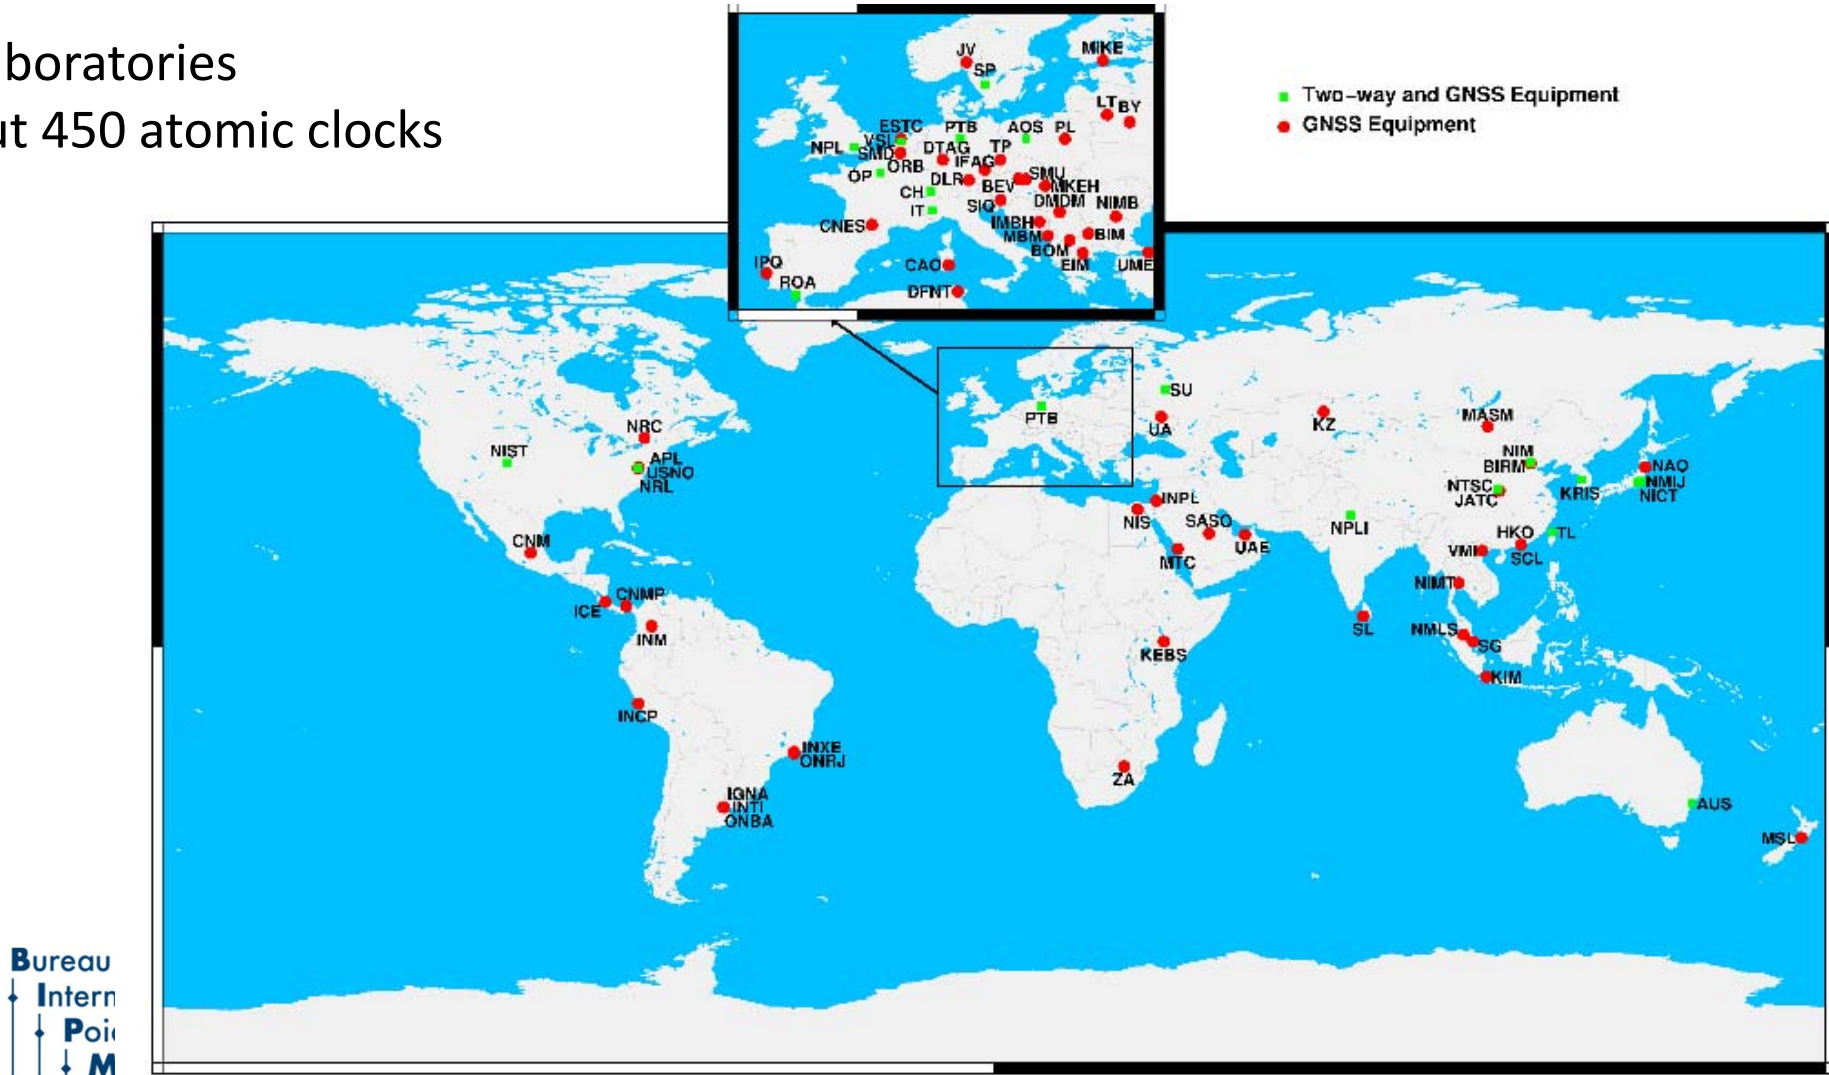 boratories
ut 450 atomic clocks
Two-way and GNSS Equipment
GNSS Equipment
JV
SP
MIKE
LT
BY
ESTC
PTB
AOS
PL
NPL
VSL
SMD
DTAG
TP
IFAG
ORB
OP
DLR
SMU
BEV
MKEH
CH
SIQ
DMDM
NIMB
IT
CNES
IMBH
MBM
BIM
BOM
EIM
UME
IPQ
CAO
ROA
DFNT
SU
PTB
UA
KZ
MASM
NRC
NIST
APL
USNO
NRL
NIM
BIRM
NAO
NMIJ
NICT
NTSC
JATC
KRIS
INPL
NIS
SASO
NPLI
HKO
TL
CNM
MTC
UAE
VMI
SCL
NIMT
ICE
CNMP
INM
SL
NMLS
SG
KEBS
KIM
INCP
INXE
ONRJ
ZA
IGNA
INTI
ONBA
AUS
MSL
Bureau
Intern
Poi
M